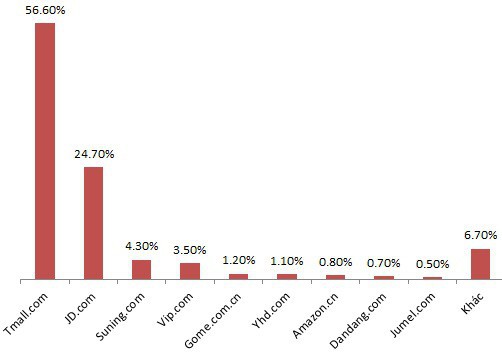 56.60%
24.70%
4.30%
3.50%
1.20%
1.10%
0.80%
0.70%
0.50%
6.70%
Tmall.com
JD.com
Suning.com
Vip.com
Gome.com.cn
Yhd.com
Amazon.cn
Dandang.com
Jumel.com
Khác